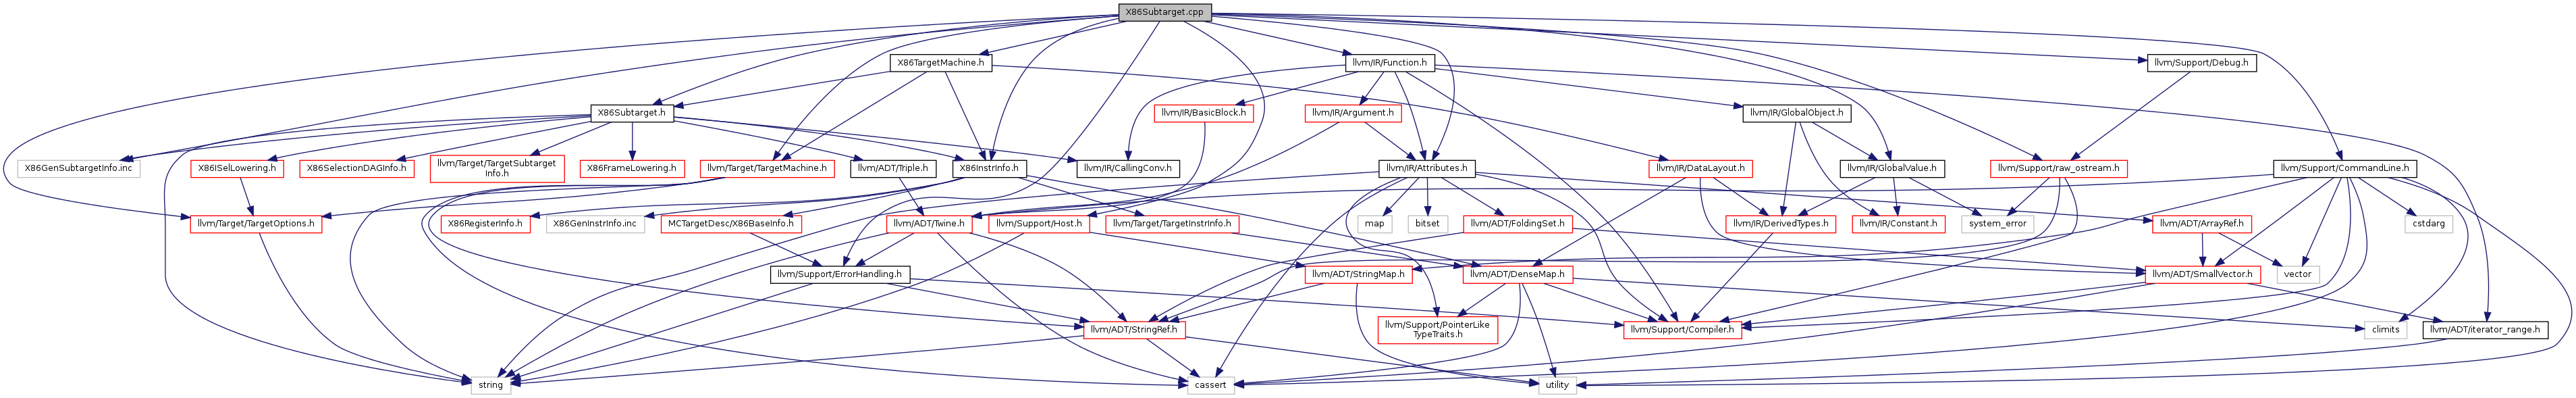 X86Subtarget.cpp
X86TargetMachine.h
llvm/IR/Function.h
llvm/Support/Debug.h
X86Subtarget.h
llvm/IR/BasicBlock.h
llvm/IR/Argument.h
llvm/IR/GlobalObject.h
X86GenSubtargetInfo.inc
X86ISelLowering.h
X86SelectionDAGInfo.h
llvm/Target/TargetSubtarget
Info.h
X86FrameLowering.h
llvm/Target/TargetMachine.h
llvm/ADT/Triple.h
X86InstrInfo.h
llvm/IR/CallingConv.h
llvm/IR/Attributes.h
llvm/IR/DataLayout.h
llvm/IR/GlobalValue.h
llvm/Support/raw_ostream.h
llvm/Support/CommandLine.h
llvm/Target/TargetOptions.h
X86RegisterInfo.h
X86GenInstrInfo.inc
MCTargetDesc/X86BaseInfo.h
llvm/ADT/Twine.h
llvm/Support/Host.h
llvm/Target/TargetInstrInfo.h
map
bitset
llvm/ADT/FoldingSet.h
llvm/IR/DerivedTypes.h
llvm/IR/Constant.h
system_error
llvm/ADT/ArrayRef.h
cstdarg
llvm/Support/ErrorHandling.h
llvm/ADT/StringMap.h
llvm/ADT/DenseMap.h
llvm/ADT/SmallVector.h
vector
llvm/ADT/StringRef.h
llvm/Support/PointerLike
TypeTraits.h
llvm/Support/Compiler.h
climits
llvm/ADT/iterator_range.h
string
cassert
utility